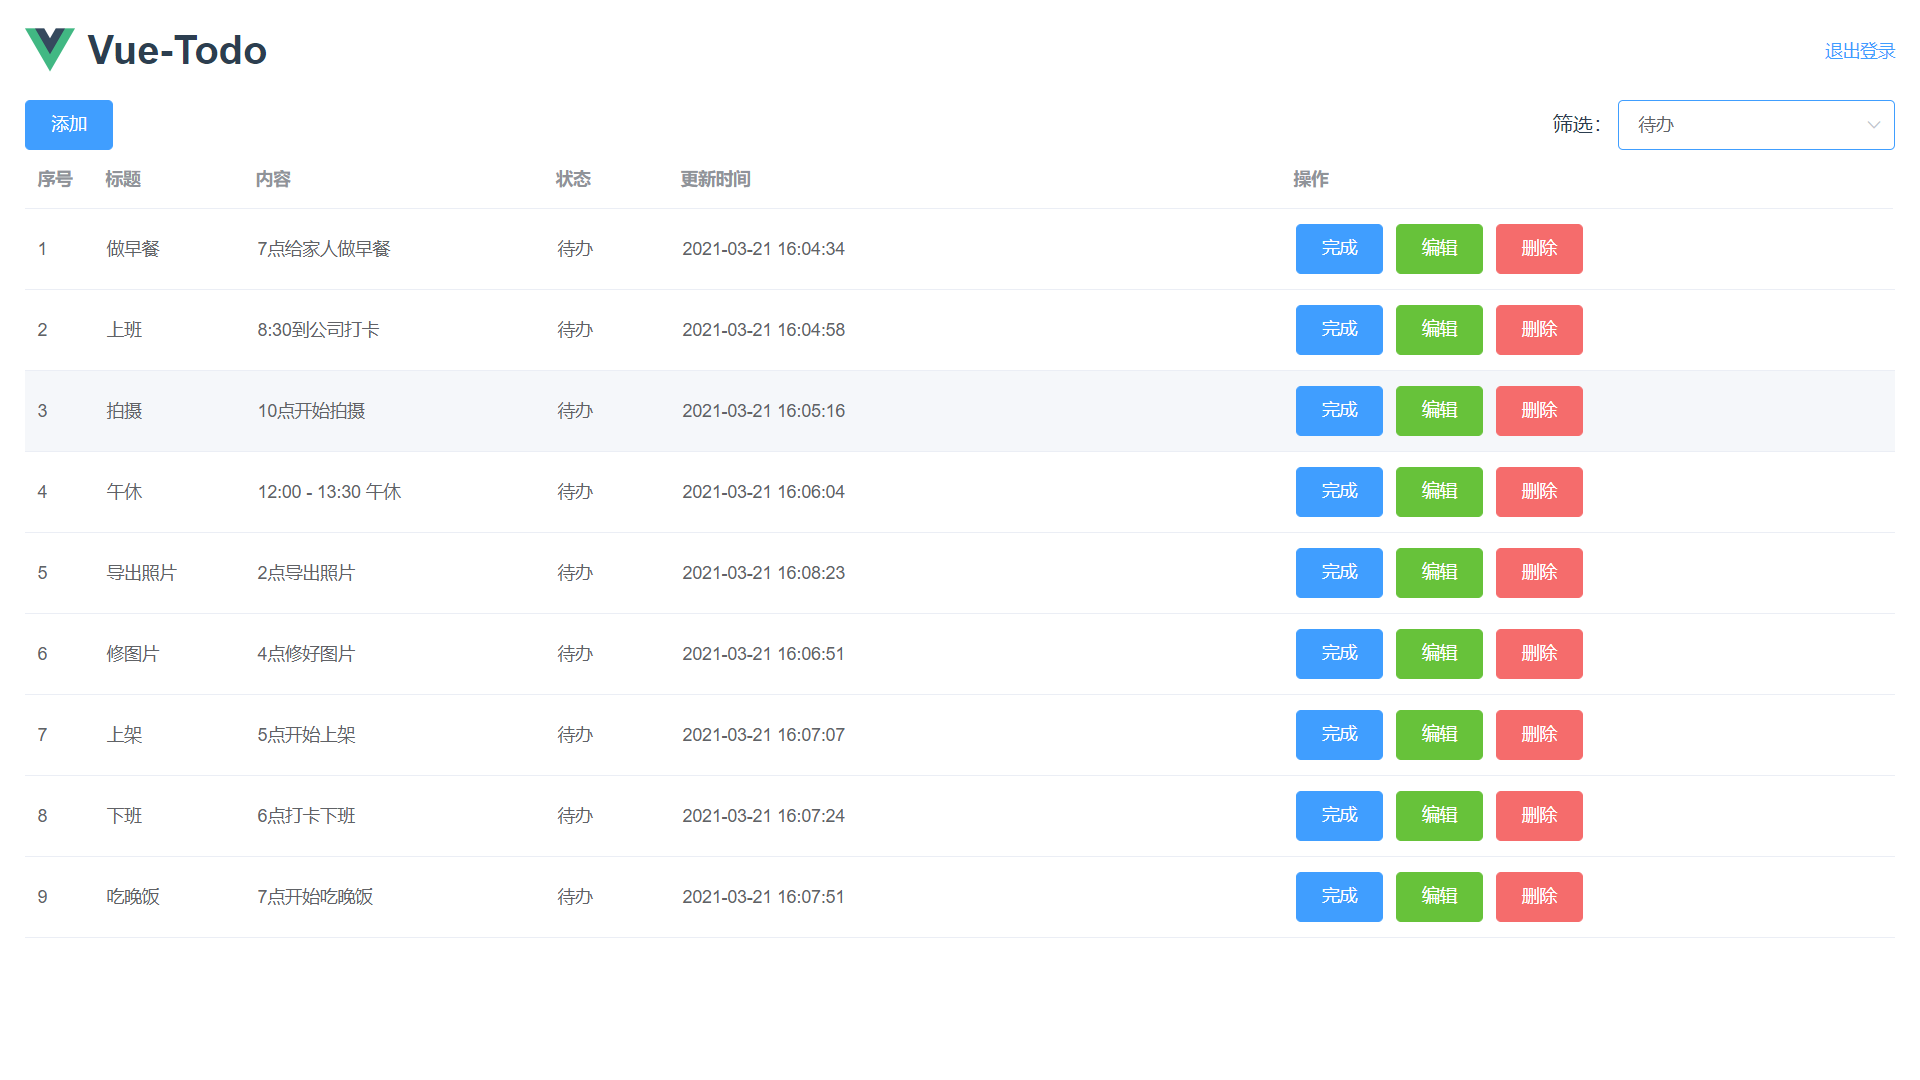 Vue-Todo
退出登录
添加
筛选：
待办
序号 标题 内容 状态 更新时间 操作
1 做早餐 7点给家人做早餐 待办 2021-03-21 16:04:34 完成 编辑 删除
2 上班 8:30到公司打卡 待办 2021-03-21 16:04:58 完成 编辑 删除
3 拍摄 10点开始拍摄 待办 2021-03-21 16:05:16 完成 编辑 删除
4 午休 12:00 - 13:30 午休 待办 2021-03-21 16:06:04 完成 编辑 删除
5 导出照片 2点导出照片 待办 2021-03-21 16:08:23 完成 编辑 删除
6 修图片 4点修好图片 待办 2021-03-21 16:06:51 完成 编辑 删除
7 上架 5点开始上架 待办 2021-03-21 16:07:07 完成 编辑 删除
8 下班 6点打卡下班 待办 2021-03-21 16:07:24 完成 编辑 删除
9 吃晚饭 7点开始吃晚饭 待办 2021-03-21 16:07:51 完成 编辑 删除